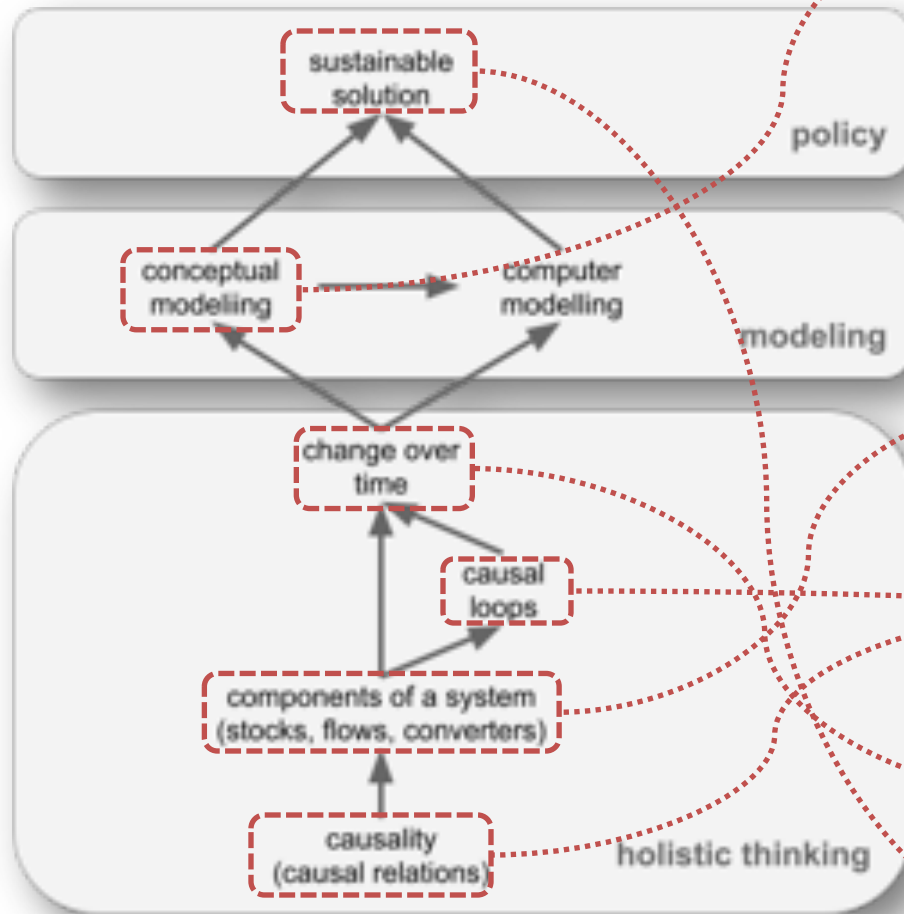 sustainable
solution
policy
conceptual
modeliing
computer
modelling
modeling
change over
time
causal
loops
components of a system
(stocks, flows, converters)
causality
(causal relations)
holistic thinking